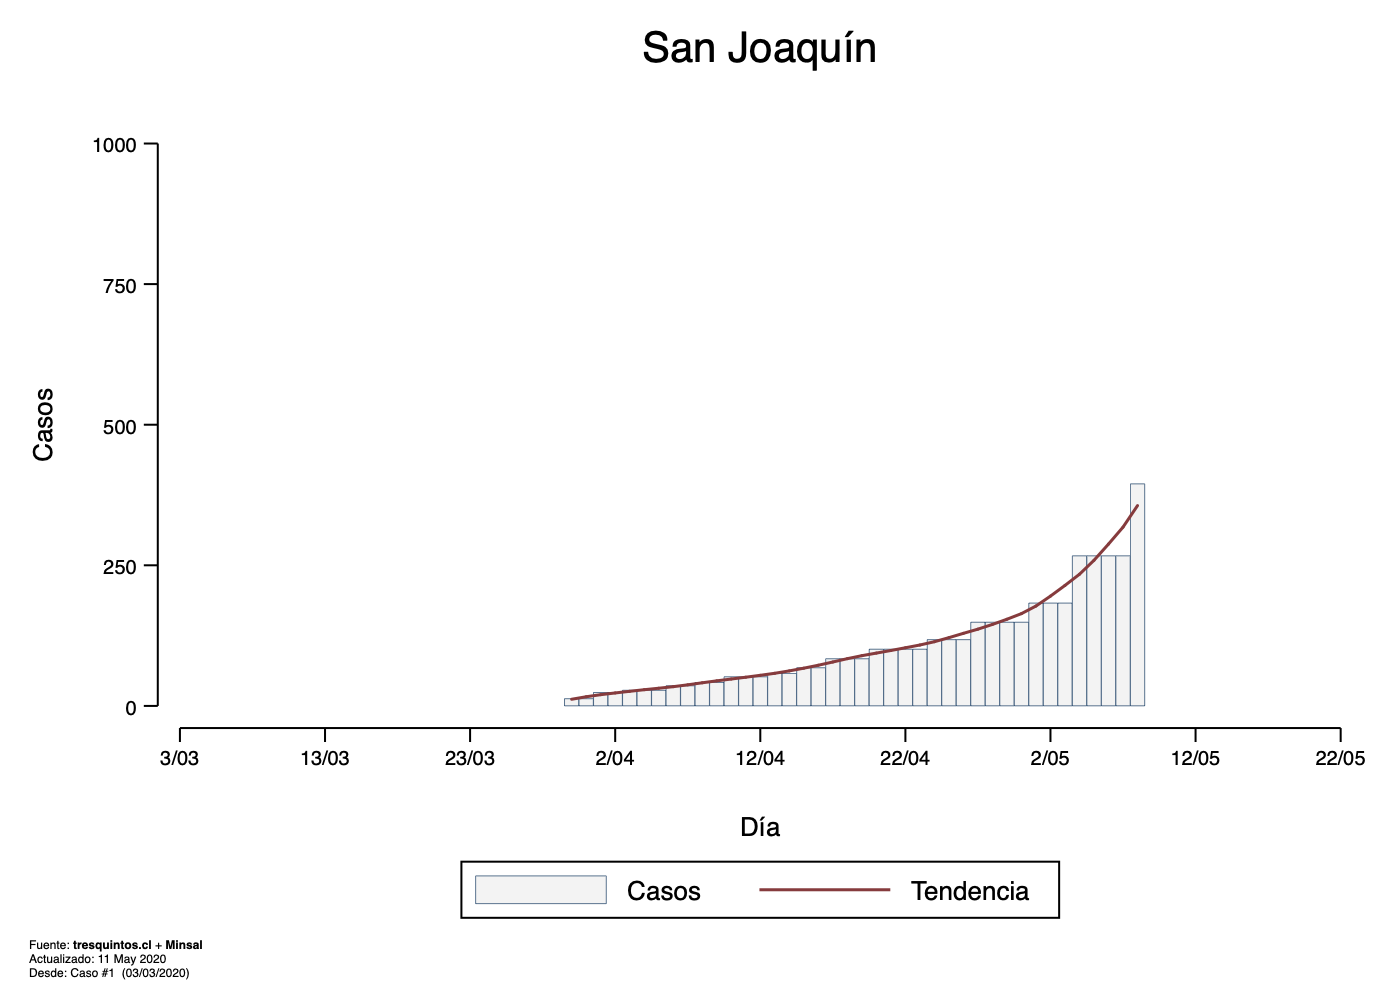 San Joaquín
1000
750
500
250
0
Casos
3/03 13/03 23/03 2/04 12/04 22/04 2/05 12/05 22/05
Día
Casos Tendencia
Fuente: tresquintos.cl + Minsal
Actualizado: 11 May 2020
Desde: Caso #1 (03/03/2020)